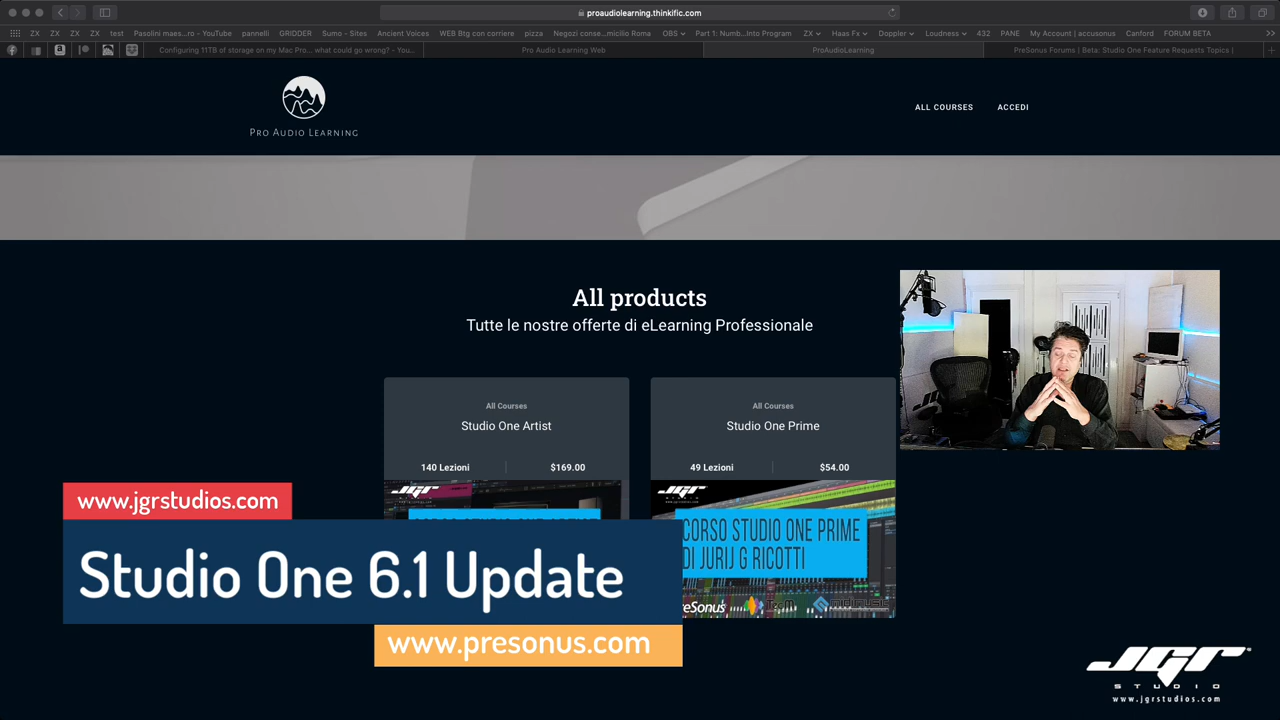 proaudiolearning.thinkific.com
ZX ZX ZX ZX test Pasolini maes...ro - YouTube pannelli GRIDDER Sumo - Sites Ancient Voices WEB Btg con corriere pizza Negozi conse...micilio Roma OBS Part 1: Numb...Into Program ZX Haas Fx Doppler Loudness 432 PANE My Account | accusonus Canford FORUM BETA
Configuring 11TB of storage on my Mac Pro... what could go wrong? - You... Pro Audio Learning Web ProAudioLearning PreSonus Forums | Beta: Studio One Feature Requests Topics |
PRO AUDIO LEARNING
ALL COURSES ACCEDI
All products
Tutte le nostre offerte di eLearning Professionale
All Courses
Studio One Artist
140 Lezioni $169.00
All Courses
Studio One Prime
49 Lezioni $54.00
JGR
JGR
CORSO STUDIO ONE PRIME
DI JURIJ G RICOTTI
www.jgrstudios.com
Studio One 6.1 Update
www.presonus.com
JGR
STUDIO
www.jgrstudios.com